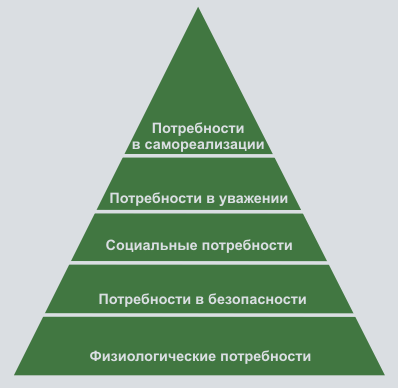 Потребности
в самореализации
Потребности в уважении
Социальные потребности
Потребности в безопасности
Физиологические потребности